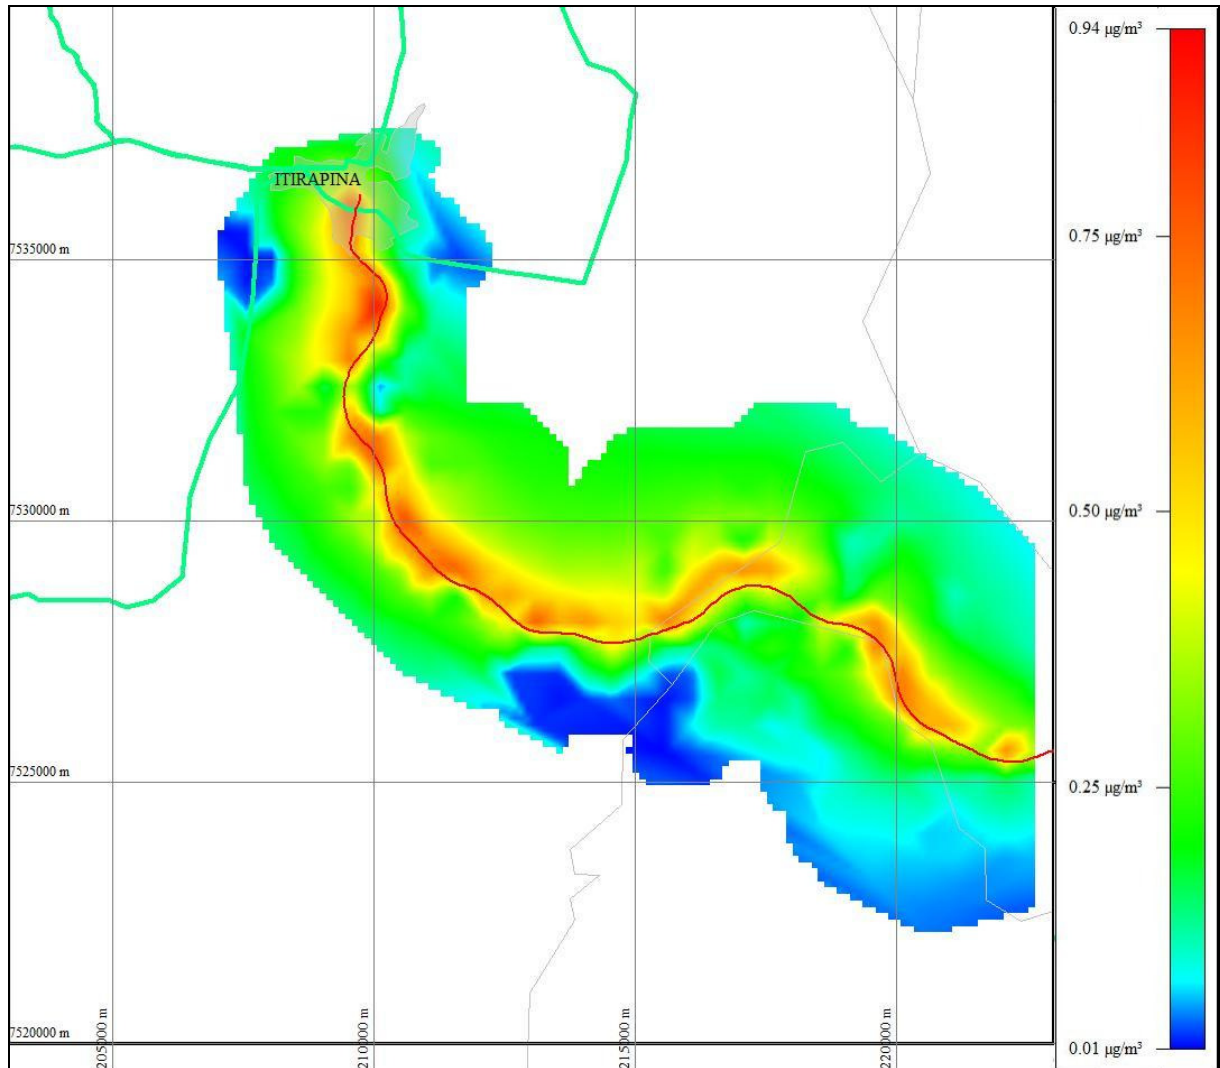 0.94 µg/m³
ITIRAPINA
0.75 µg/m³
7535000 m
0.50 µg/m³
7530000 m
7525000 m
0.25 µg/m³
7520000 m
205000 m
210000 m
215000 m
220000 m
0.01 µg/m³